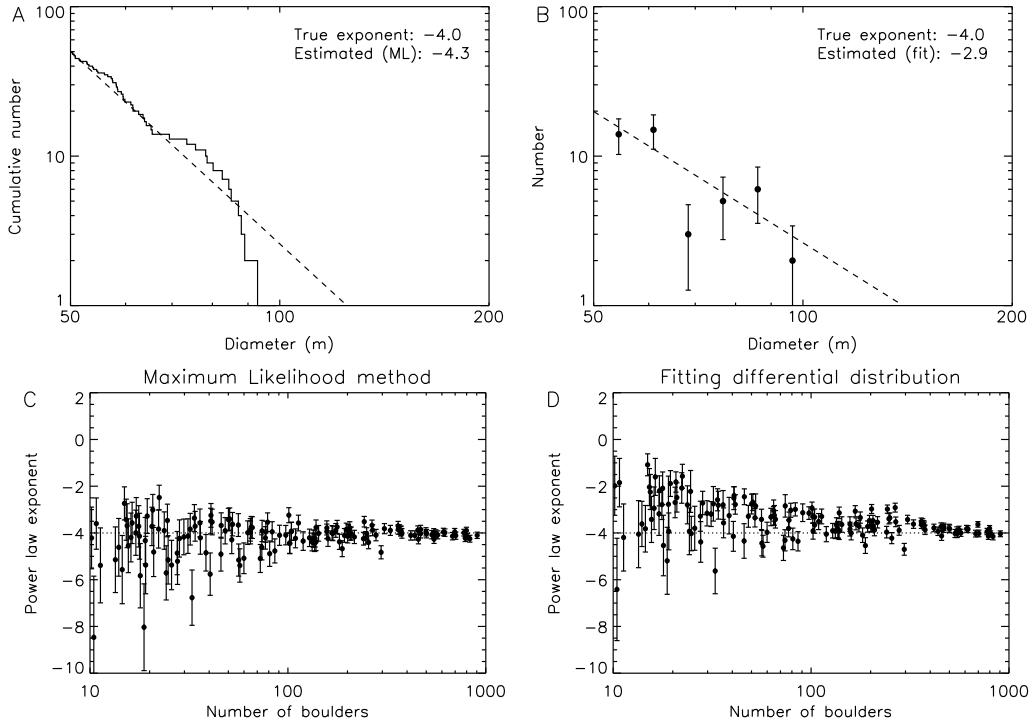 A
100
10
1
50
100
200
Cumulative number
Diameter (m)
True exponent: −4.0
Estimated (ML): −4.3
B
100
10
1
50
100
200
Number
Diameter (m)
True exponent: −4.0
Estimated (fit): −2.9
Maximum Likelihood method
C
2
0
−2
−4
−6
−8
−10
10
100
1000
Power law exponent
Number of boulders
Fitting differential distribution
D
2
0
−2
−4
−6
−8
−10
10
100
1000
Power law exponent
Number of boulders